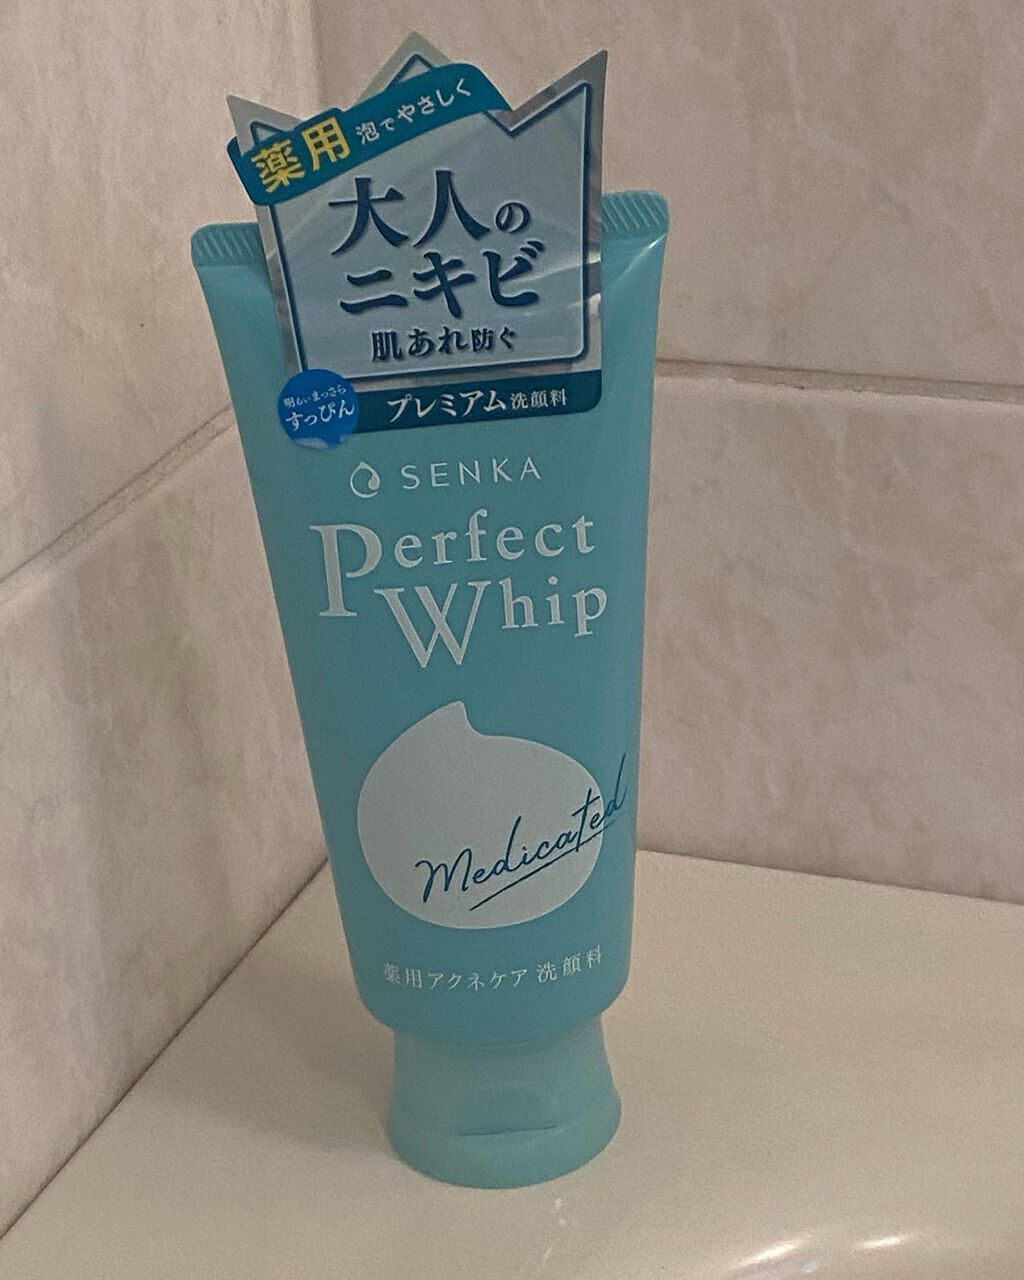 薬用 泡でやさしく
大人の
ニキビ
肌あれ防ぐ
明るいまっさら
すっぴん
プレミアム洗顔料
SENKA
Perfect
Whip
Medicated
薬用アクネケア 洗顔料